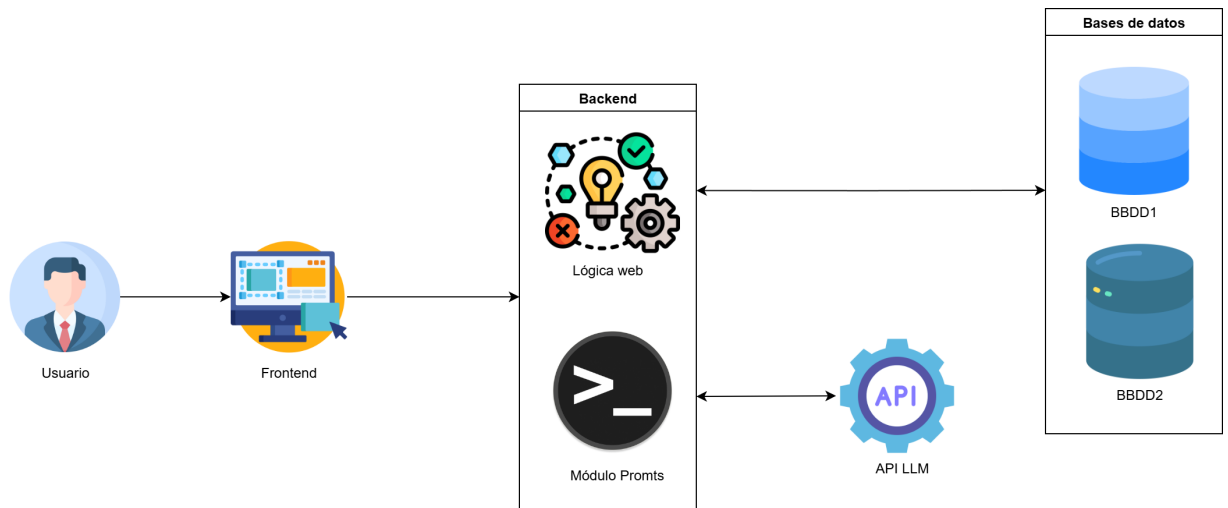 Bases de datos
Backend
BBDD1
Lógica web
Usuario
Frontend
BBDD2
>_
API
Módulo Promts
API LLM